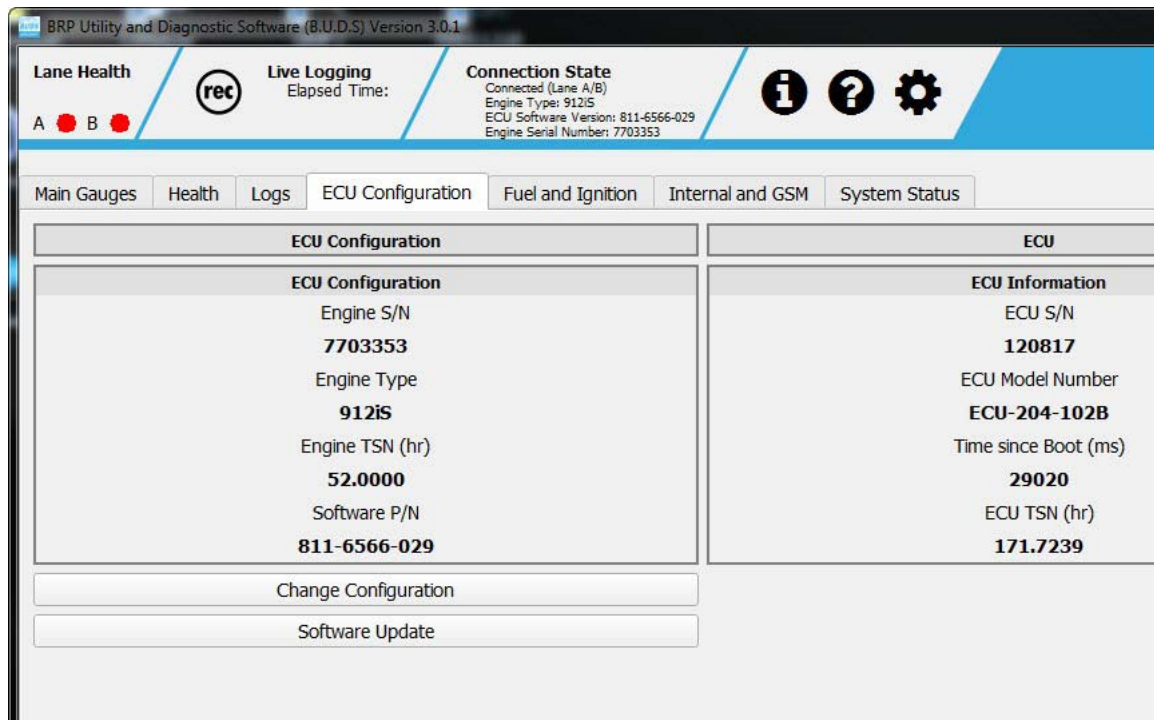 BRP Utility and Diagnostic Software (B.U.D.S) Version 3.0.1
Lane Health
A B
rec
Live Logging
Elapsed Time:
Connection State
Connected (Lane A/B)
Engine Type: 912iS
ECU Software Version: 811-6566-029
Engine Serial Number: 7703353
Main Gauges Health Logs ECU Configuration Fuel and Ignition Internal and GSM System Status
ECU Configuration
ECU Configuration
Engine S/N
7703353
Engine Type
912iS
Engine TSN (hr)
52.0000
Software P/N
811-6566-029
Change Configuration
Software Update
ECU
ECU Information
ECU S/N
120817
ECU Model Number
ECU-204-102B
Time since Boot (ms)
29020
ECU TSN (hr)
171.7239